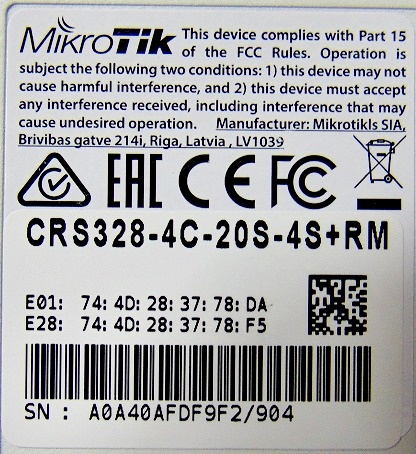 MikroTik This device complies with Part 15
of the FCC Rules. Operation is
subject the following two conditions: 1) this device may not
cause harmful interference, and 2) this device must accept
any interference received, including interference that may
cause undesired operation. Manufacturer: Mikrotikls SIA,
Brivibas gatve 214i, Riga, Latvia , LV1039
EAC CE FC
CRS328-4C-20S-4S+RM
E01: 74: 4D: 28: 37: 78: DA
E28: 74: 4D: 28: 37: 78: F5
SN : A0A40AFDF9F2/904